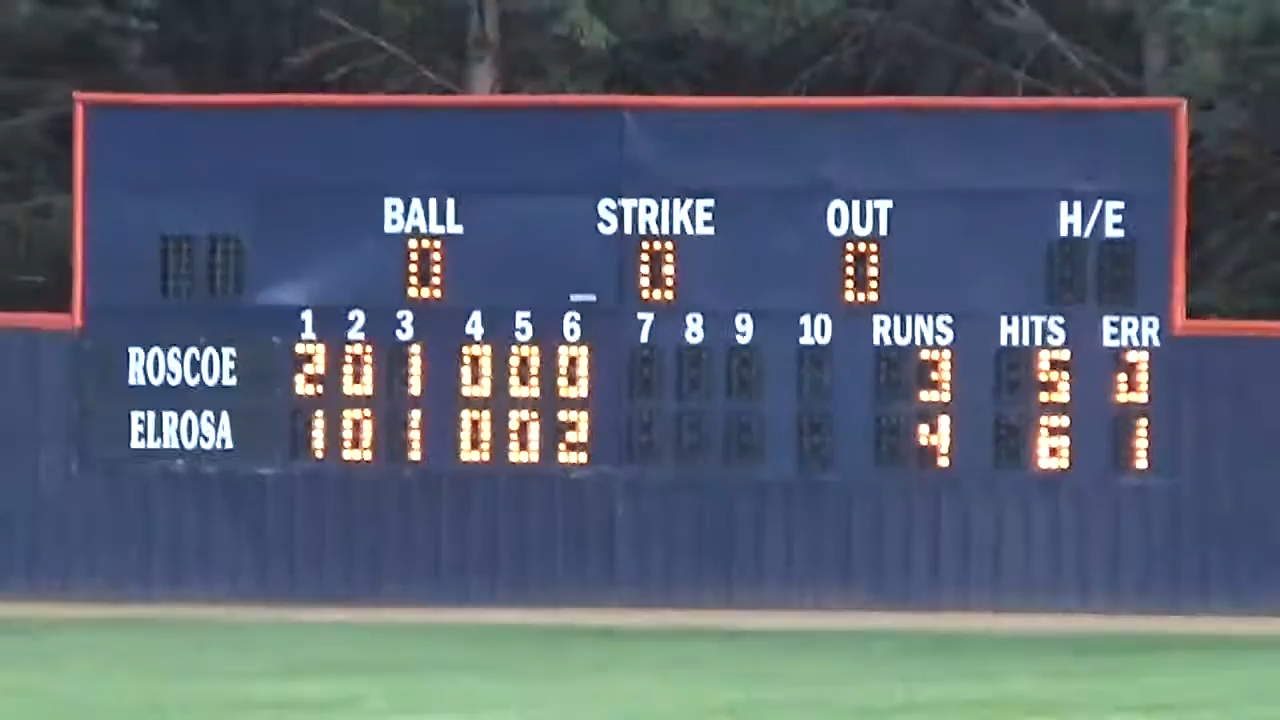 BALL STRIKE OUT H/E
0 0 0
1 2 3 4 5 6 7 8 9 10 RUNS HITS ERR
ROSCOE 2 0 1 0 0 0 3 5
ELROSA 1 0 1 0 0 2 4 6 1